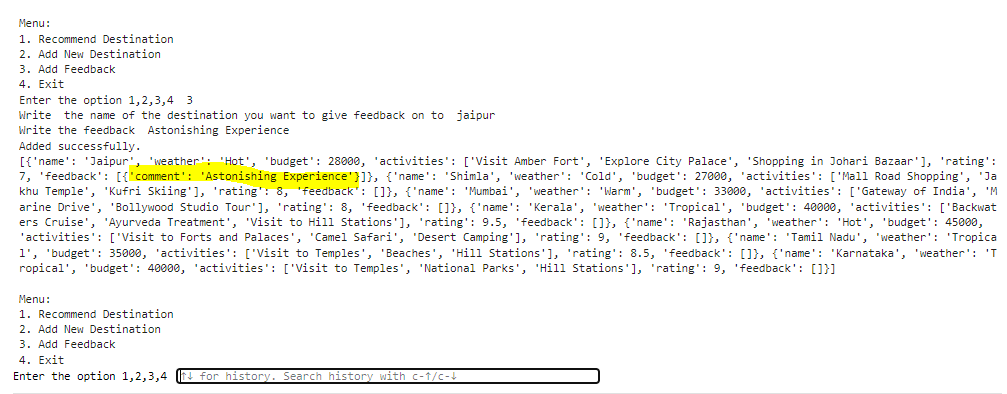 Menu:
1. Recommend Destination
2. Add New Destination
3. Add Feedback
4. Exit
Enter the option 1,2,3,4  3
Write  the name of the destination you want to give feedback on to  jaipur
Write the feedback  Astonishing Experience
Added successfully.
[{'name': 'Jaipur', 'weather': 'Hot', 'budget': 28000, 'activities': ['Visit Amber Fort', 'Explore City Palace', 'Shopping in Johari Bazaar'], 'rating':
7, 'feedback': [{'comment': 'Astonishing Experience'}]}, {'name': 'Shimla', 'weather': 'Cold', 'budget': 27000, 'activities': ['Mall Road Shopping', 'Ja
khu Temple', 'Kufri Skiing'], 'rating': 8, 'feedback': []}, {'name': 'Mumbai', 'weather': 'Warm', 'budget': 33000, 'activities': ['Gateway of India', 'M
arine Drive', 'Bollywood Studio Tour'], 'rating': 8, 'feedback': []}, {'name': 'Kerala', 'weather': 'Tropical', 'budget': 40000, 'activities': ['Backwat
ers Cruise', 'Ayurveda Treatment', 'Visit to Hill Stations'], 'rating': 9.5, 'feedback': []}, {'name': 'Rajasthan', 'weather': 'Hot', 'budget': 45000,
'activities': ['Visit to Forts and Palaces', 'Camel Safari', 'Desert Camping'], 'rating': 9, 'feedback': []}, {'name': 'Tamil Nadu', 'weather': 'Tropica
l', 'budget': 35000, 'activities': ['Visit to Temples', 'Beaches', 'Hill Stations'], 'rating': 8.5, 'feedback': []}, {'name': 'Karnataka', 'weather': 'T
ropical', 'budget': 40000, 'activities': ['Visit to Temples', 'National Parks', 'Hill Stations'], 'rating': 9, 'feedback': []}]
Menu:
1. Recommend Destination
2. Add New Destination
3. Add Feedback
4. Exit
Enter the option 1,2,3,4 ↑↓ for history. Search history with c-↑/c-↓